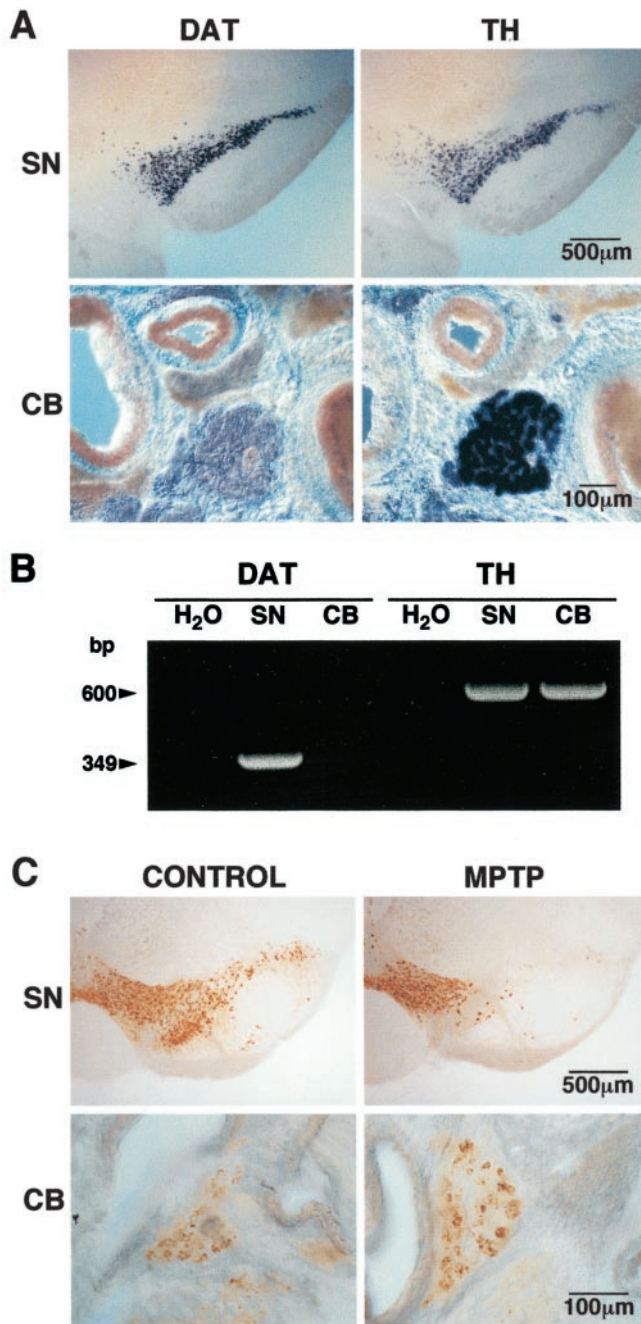 A
DAT TH
SN
500µm
CB
100µm
B
DAT TH
H₂O SN CB H₂O SN CB
bp
600
349
C
CONTROL MPTP
SN
500µm
CB
100µm